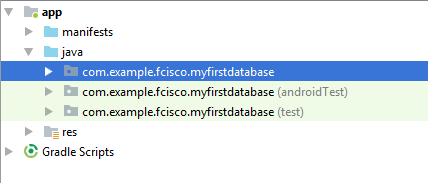 app
manifests
java
com.example.fcisco.myfirstdatabase
com.example.fcisco.myfirstdatabase (androidTest)
com.example.fcisco.myfirstdatabase (test)
res
Gradle Scripts